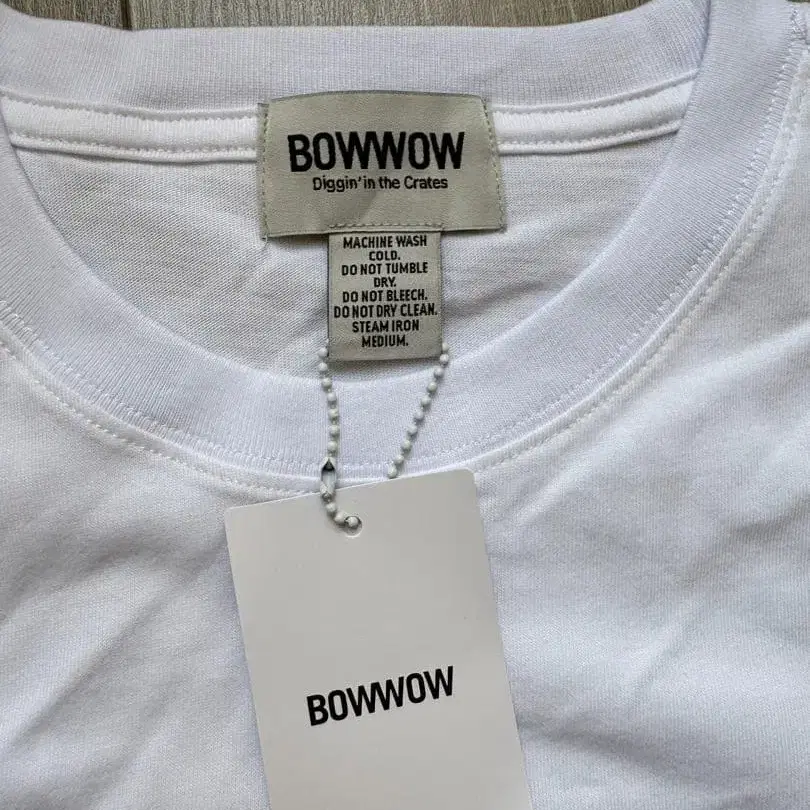 BOWWOW
Diggin' in the Crates
MACHINE WASH
COLD.
DO NOT TUMBLE
DRY.
DO NOT BLEECH.
DO NOT DRY CLEAN.
STEAM IRON
MEDIUM.
BOWWOW